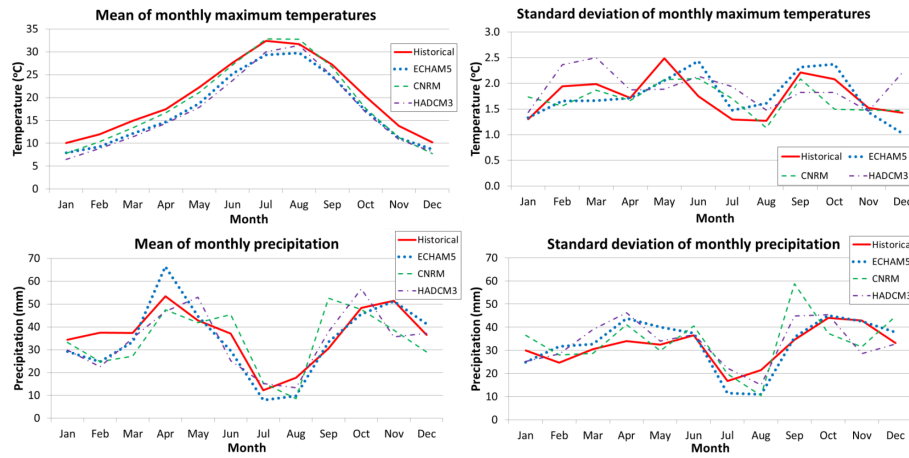 Mean of monthly maximum temperatures
35
30
25
20
15
10
5
0
Temperature (ºC)
Historical
ECHAM5
CNRM
HADCM3
Jan Feb Mar Apr May Jun Jul Aug Sep Oct Nov Dec
Month
Standard deviation of monthly maximum temperatures
3.0
2.5
2.0
1.5
1.0
0.5
0.0
Temperature (ºC)
Historical ECHAM5
CNRM HADCM3
Jan Feb Mar Apr May Jun Jul Aug Sep Oct Nov Dec
Month
Mean of monthly precipitation
70
60
50
40
30
20
10
0
Precipitation (mm)
Historical
ECHAM5
CNRM
HADCM3
Jan Feb Mar Apr May Jun Jul Aug Sep Oct Nov Dec
Month
Standard deviation of monthly precipitation
70
60
50
40
30
20
10
0
Precipitation (mm)
Historical
ECHAM5
CNRM
HADCM3
Jan Feb Mar Apr May Jun Jul Aug Sep Oct Nov Dec
Month